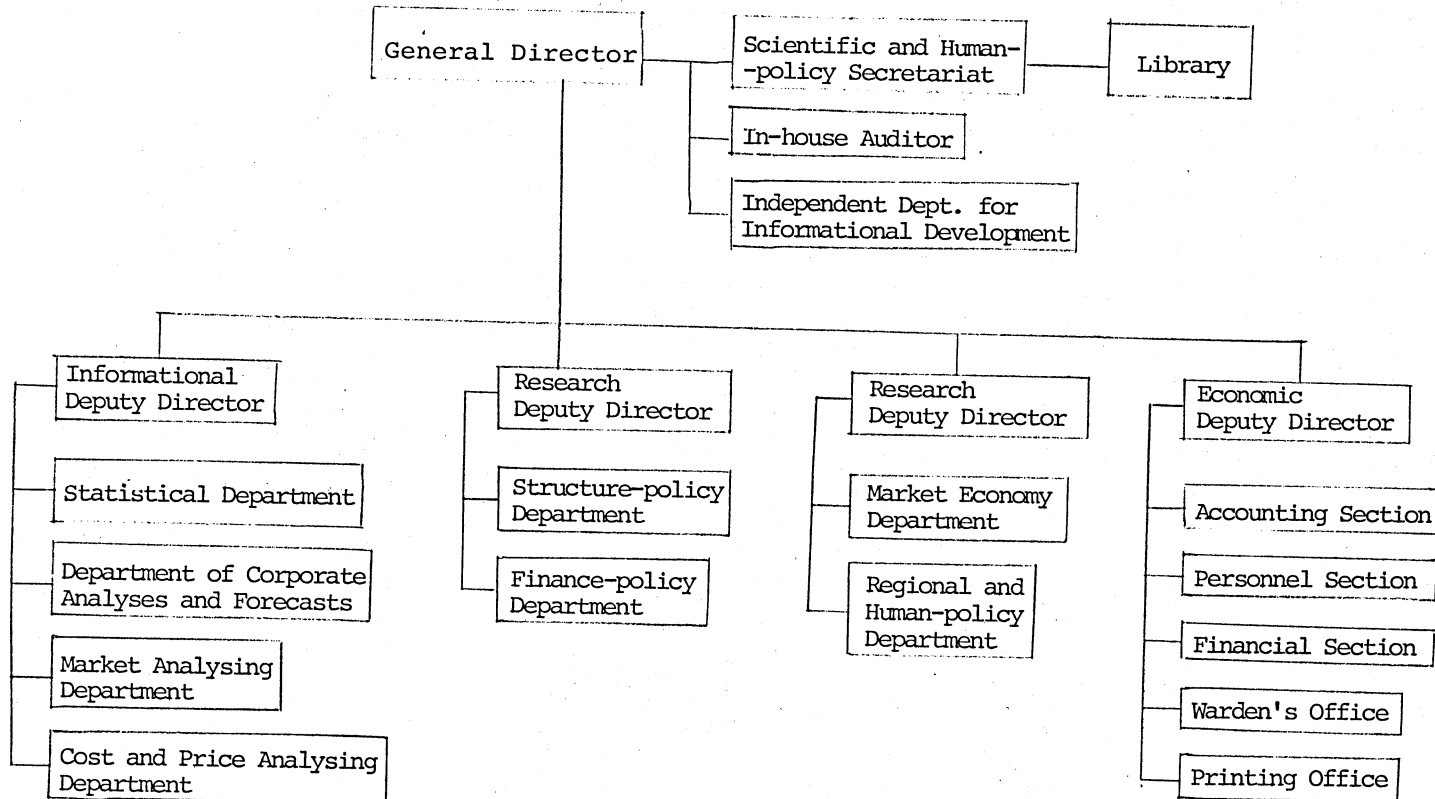 General Director
Scientific and Human-
-policy Secretariat
Library
In-house Auditor
Independent Dept. for
Informational Development
Informational
Deputy Director
Statistical Department
Department of Corporate
Analyses and Forecasts
Market Analysing
Department
Cost and Price Analysing
Department
Research
Deputy Director
Structure-policy
Department
Finance-policy
Department
Research
Deputy Director
Market Economy
Department
Regional and
Human-policy
Department
Economic
Deputy Director
Accounting Section
Personnel Section
Financial Section
Warden's Office
Printing Office